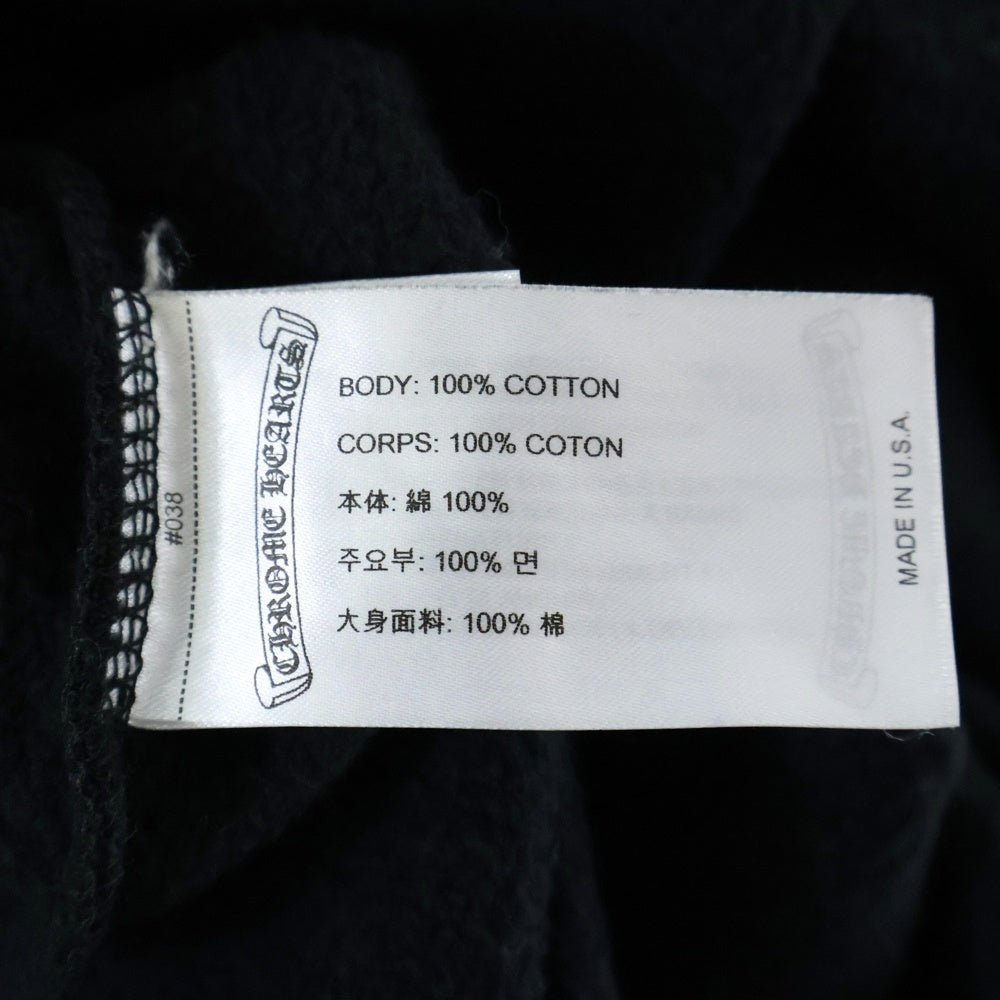 #038
CHROME HEARTS
BODY: 100% COTTON
CORPS: 100% COTON
本体: 綿 100%
주요부: 100% 면
大身面料: 100% 棉
MADE IN U.S.A.